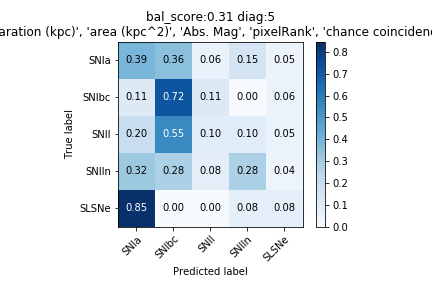 bal_score:0.31 diag:5
aration (kpc)', 'area (kpc^2)', 'Abs. Mag', 'pixelRank', 'chance coincidenc
SNIa 0.39 0.36 0.06 0.15 0.05
SNIbc 0.11 0.72 0.11 0.00 0.06
SNII 0.20 0.55 0.10 0.10 0.05
SNIIn 0.32 0.28 0.08 0.28 0.04
SLSNe 0.85 0.00 0.00 0.08 0.08
True label
SNIa SNIbc SNII SNIIn SLSNe
Predicted label
0.8
0.7
0.6
0.5
0.4
0.3
0.2
0.1
0.0